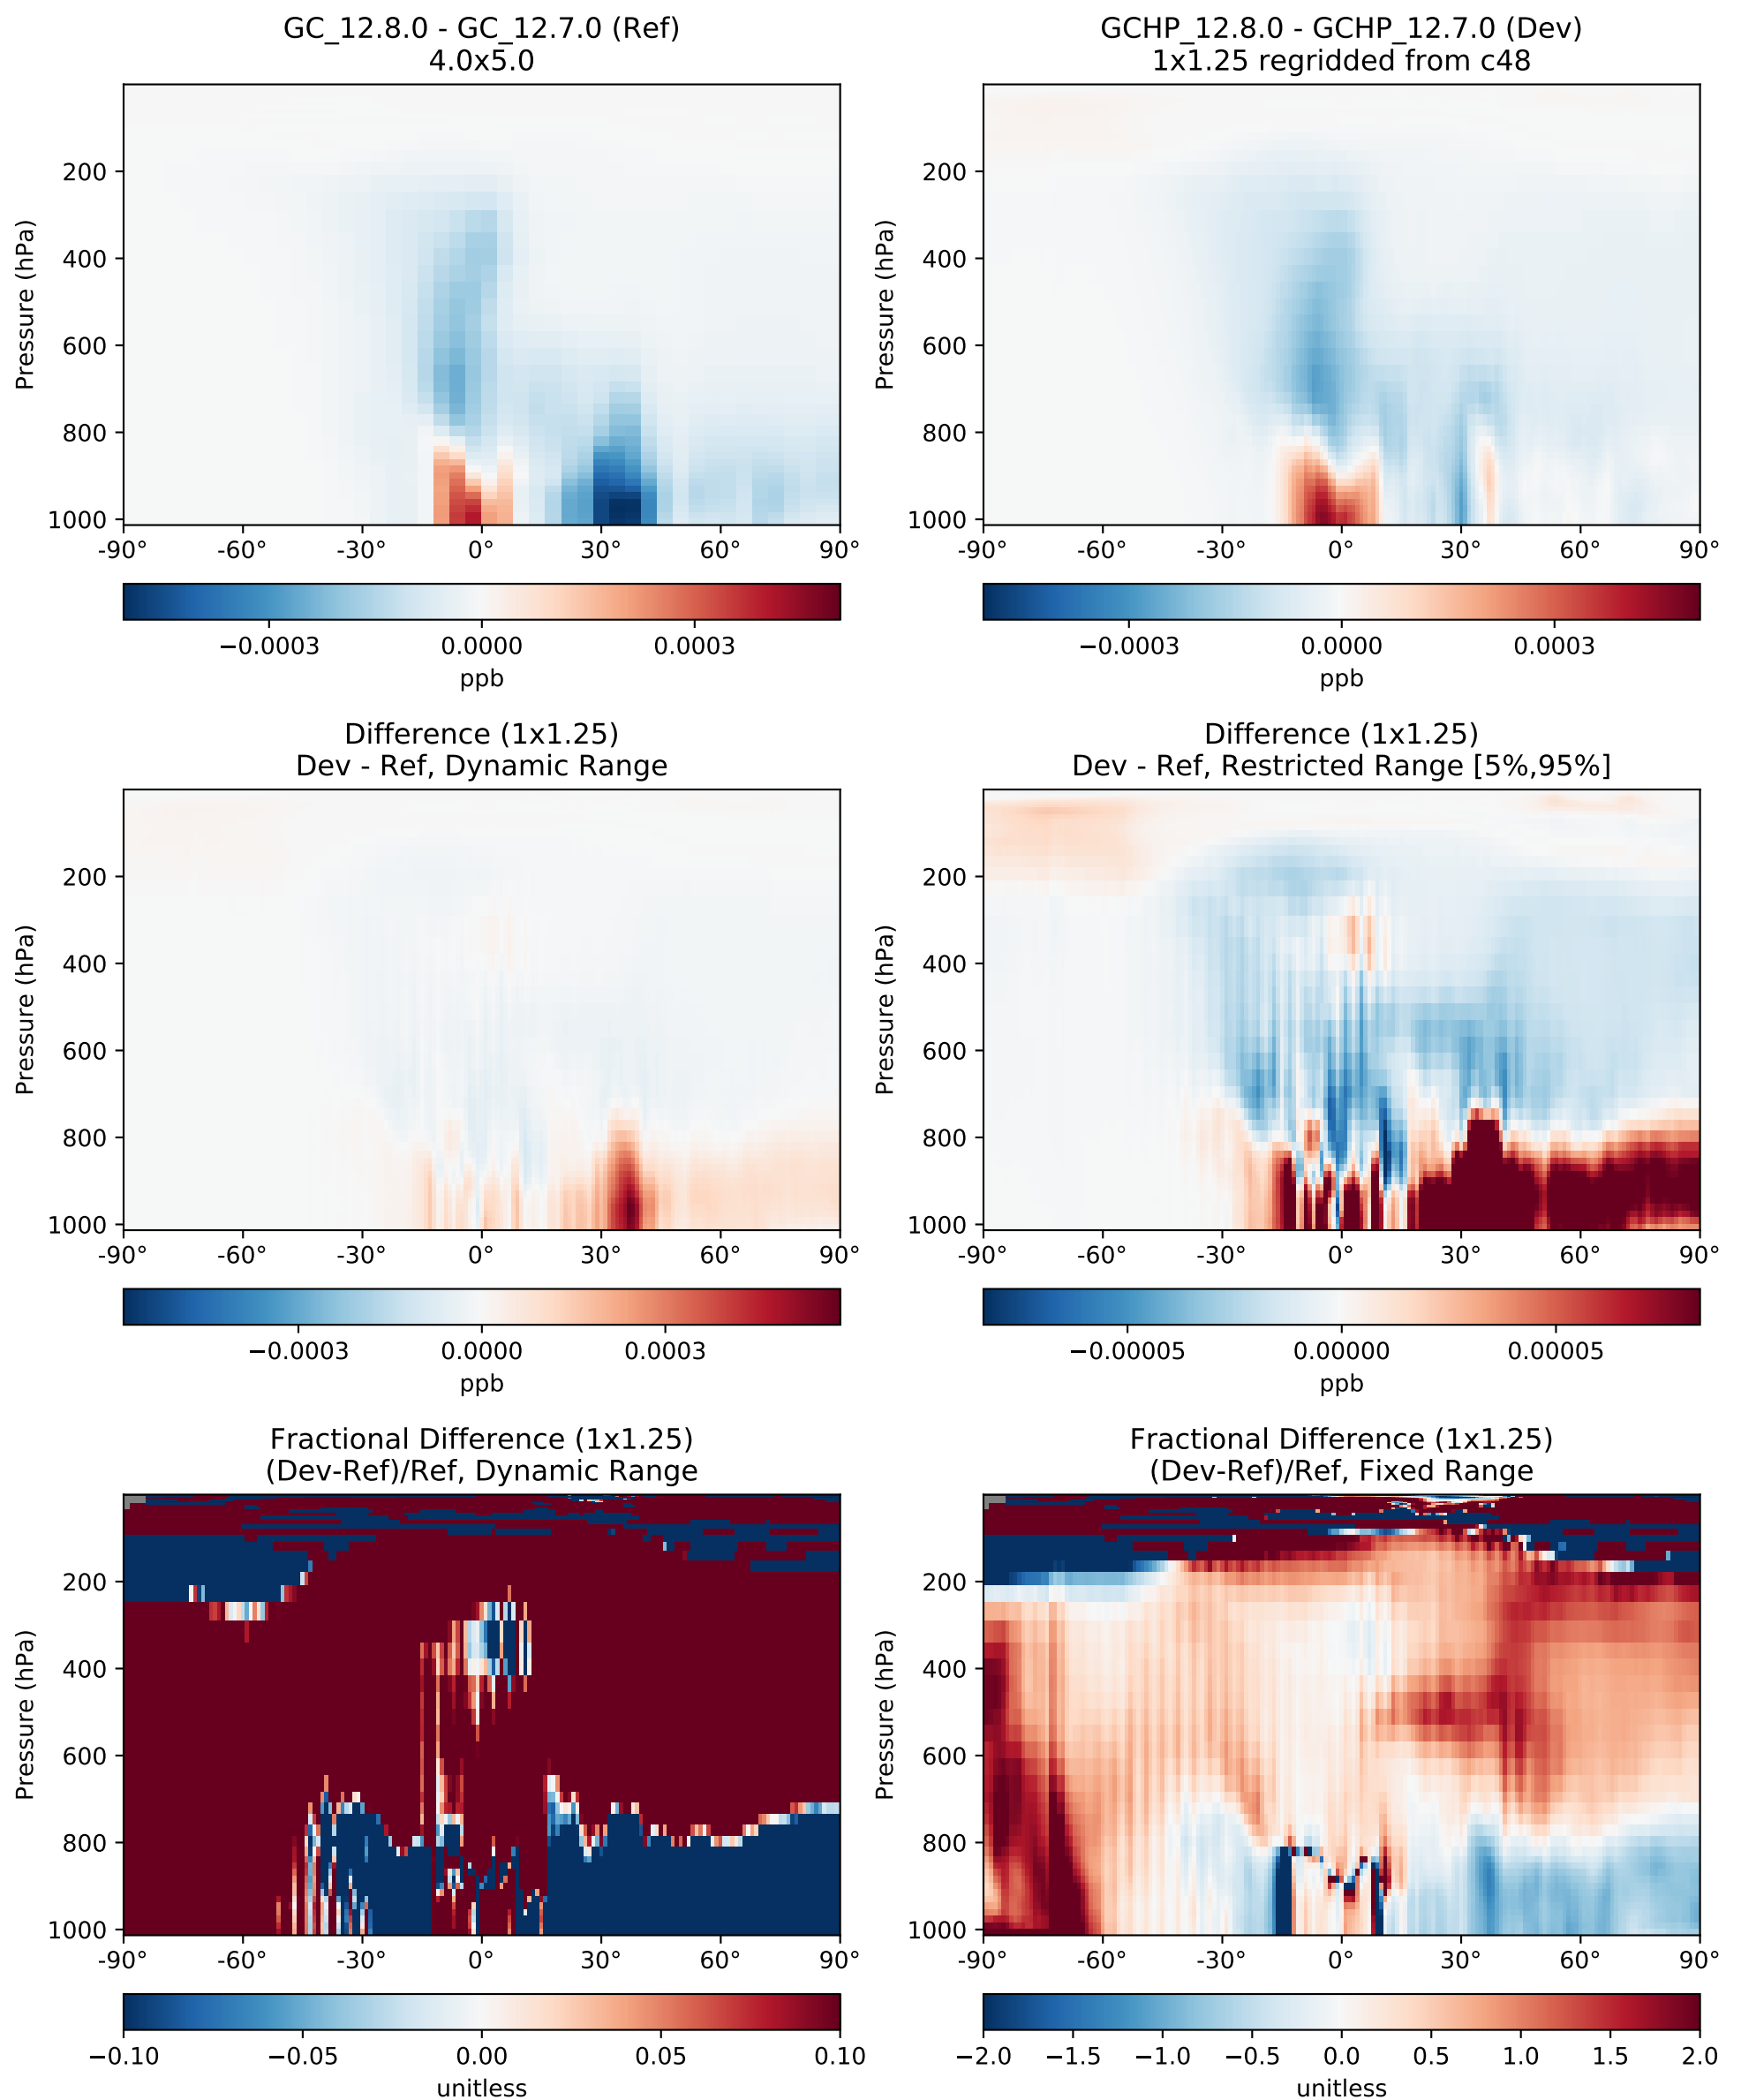 GC_12.8.0 - GC_12.7.0 (Ref)
4.0x5.0
Pressure (hPa)
200
400
600
800
1000
-90° -60° -30° 0° 30° 60° 90°
−0.0003 0.0000 0.0003
ppb
GCHP_12.8.0 - GCHP_12.7.0 (Dev)
1x1.25 regridded from c48
Pressure (hPa)
200
400
600
800
1000
-90° -60° -30° 0° 30° 60° 90°
−0.0003 0.0000 0.0003
ppb
Difference (1x1.25)
Dev - Ref, Dynamic Range
Pressure (hPa)
200
400
600
800
1000
-90° -60° -30° 0° 30° 60° 90°
−0.0003 0.0000 0.0003
ppb
Difference (1x1.25)
Dev - Ref, Restricted Range [5%,95%]
Pressure (hPa)
200
400
600
800
1000
-90° -60° -30° 0° 30° 60° 90°
−0.00005 0.00000 0.00005
ppb
Fractional Difference (1x1.25)
(Dev-Ref)/Ref, Dynamic Range
Pressure (hPa)
200
400
600
800
1000
-90° -60° -30° 0° 30° 60° 90°
−0.10 −0.05 0.00 0.05 0.10
unitless
Fractional Difference (1x1.25)
(Dev-Ref)/Ref, Fixed Range
Pressure (hPa)
200
400
600
800
1000
-90° -60° -30° 0° 30° 60° 90°
−2.0 −1.5 −1.0 −0.5 0.0 0.5 1.0 1.5 2.0
unitless